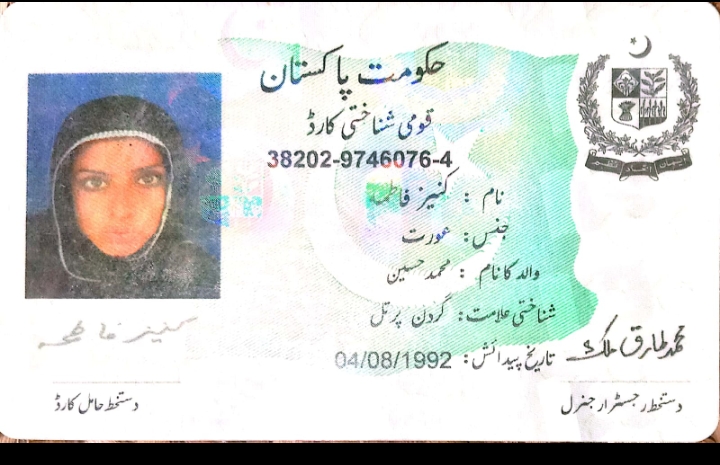 حکومت پاکستان
قومی شناختی کارڈ
38202-9746076-4
نام : کنیز فاطمہ
جنس: عورت
والد کا نام : محمد حسین
شناختی علامت: گردن پر تل
تاریخ پیدائش: 04/08/1992
کنیز فاطمہ
دستخط حامل کارڈ
محمد طارق ملک
دستخط رجسٹرار جنرل
ایمان اتحاد نظم